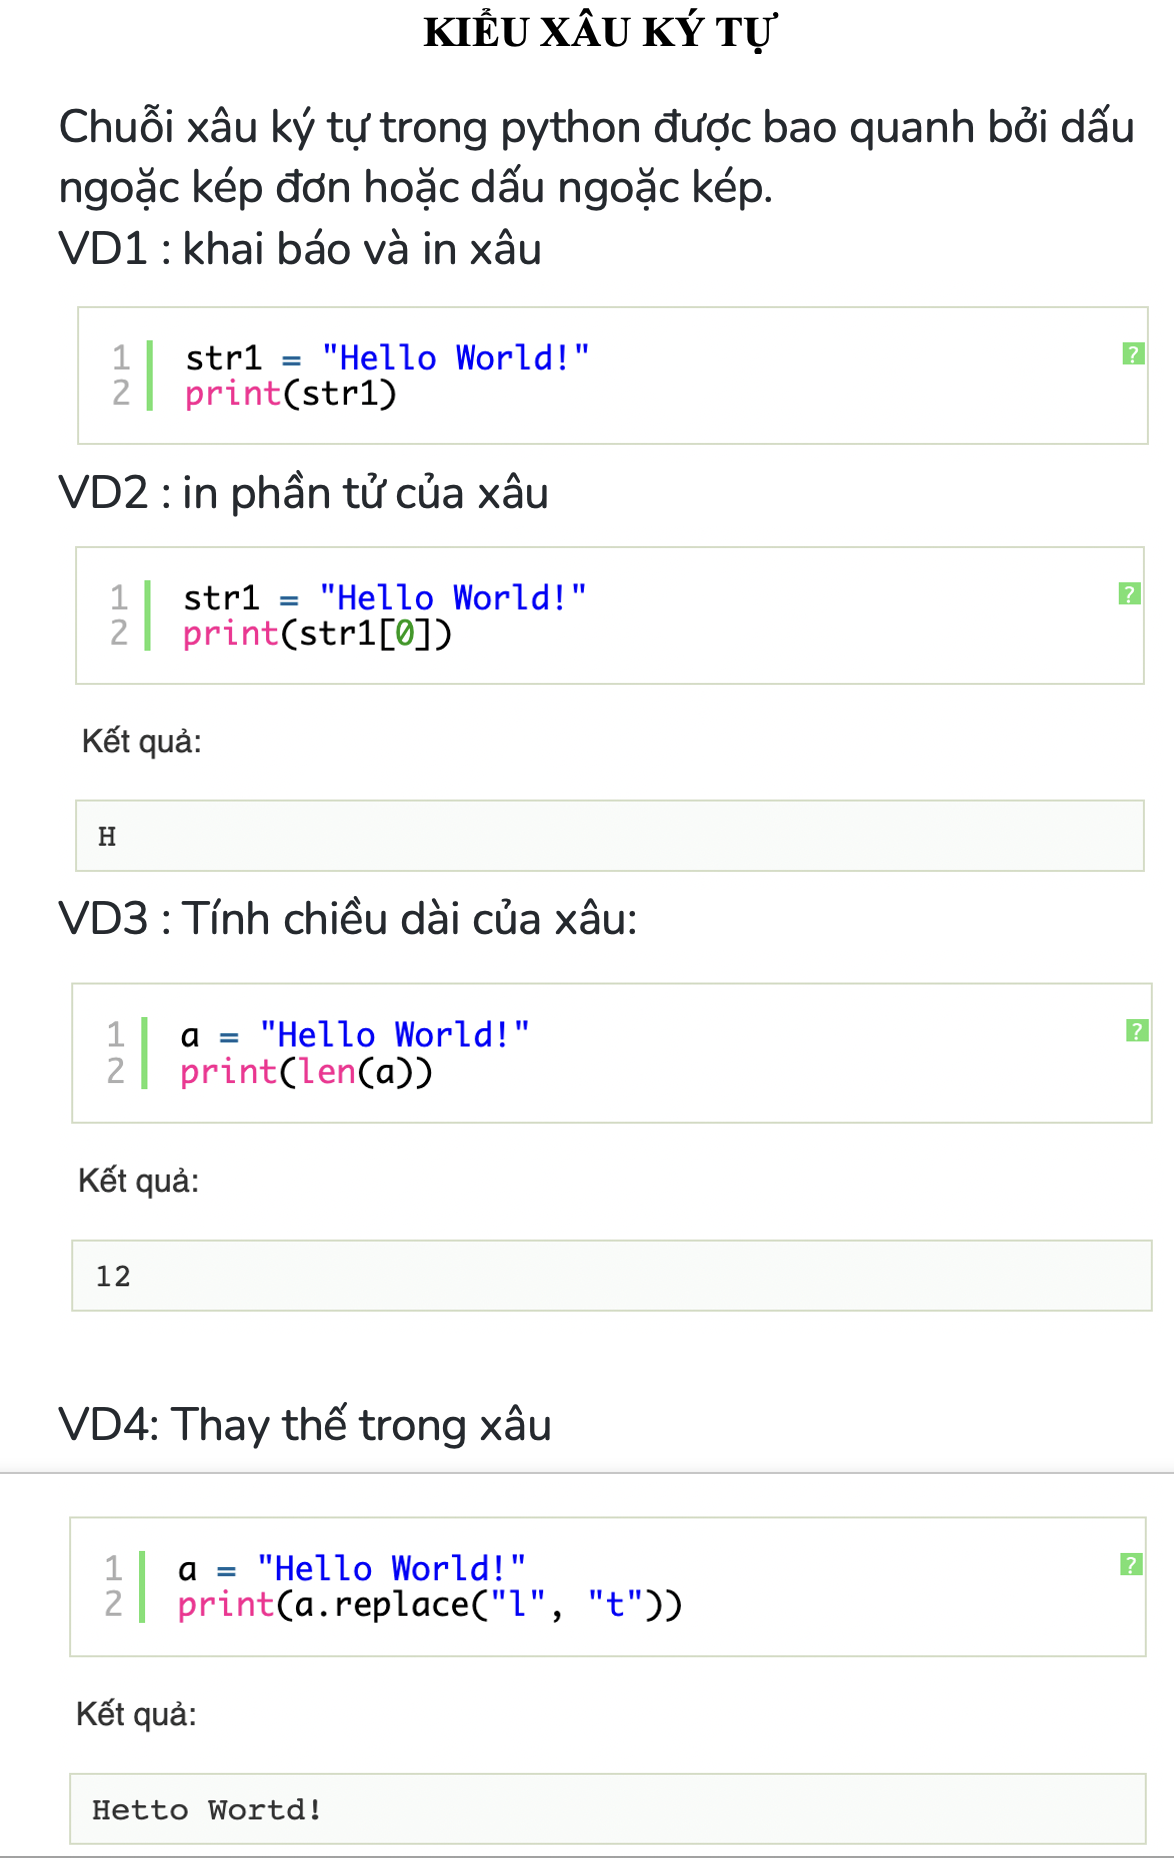 KIỂU XÂU KÝ TỰ
Chuỗi xâu ký tự trong python được bao quanh bởi dấu
ngoặc kép đơn hoặc dấu ngoặc kép.
VD1 : khai báo và in xâu
1 str1 = "Hello World!" ?
2 print(str1)
VD2 : in phần tử của xâu
1 str1 = "Hello World!" ?
2 print(str1[0])
Kết quả:
H
VD3 : Tính chiều dài của xâu:
1 a = "Hello World!" ?
2 print(len(a))
Kết quả:
12
VD4: Thay thế trong xâu
1 a = "Hello World!" ?
2 print(a.replace("l", "t"))
Kết quả:
Hetto Wortd!